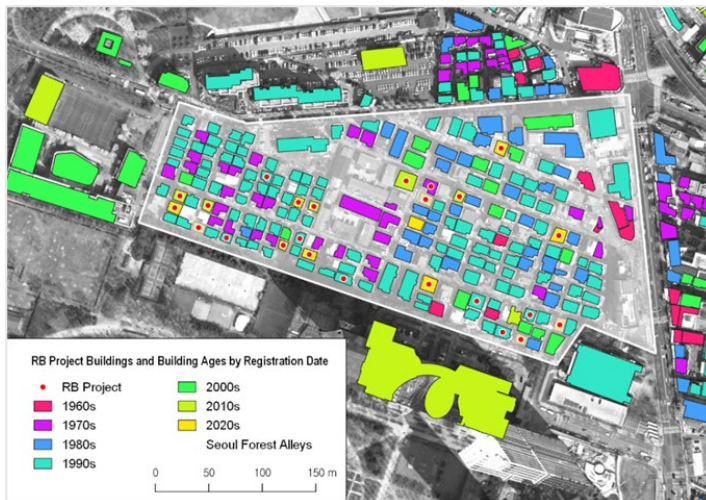 RB Project Buildings and Building Ages by Registration Date
RB Project
1960s
1970s
1980s
1990s
2000s
2010s
2020s
Seoul Forest Alleys
0 50 100 150 m